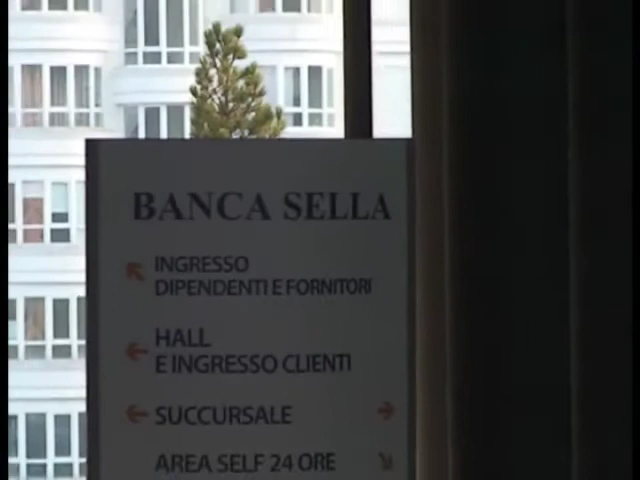 BANCA SELLA
INGRESSO
DIPENDENTI E FORNITORI
HALL
E INGRESSO CLIENTI
SUCCURSALE
AREA SELF 24 ORE